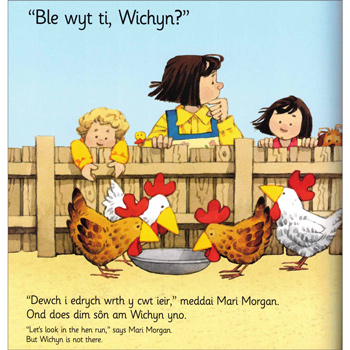 “Ble wyt ti, Wichyn?”
“Dewch i edrych wrth y cwt ieir,” meddai Mari Morgan.
Ond does dim sôn am Wichyn yno.
“Let’s look in the hen run,” says Mari Morgan.
But Wichyn is not there.